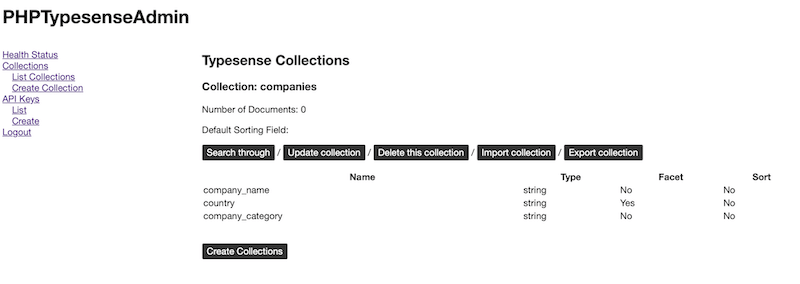 PHPTypesenseAdmin
Health Status
Collections
List Collections
Create Collection
API Keys
List
Create
Logout
Typesense Collections
Collection: companies
Number of Documents: 0
Default Sorting Field:
Search through / Update collection / Delete this collection / Import collection / Export collection
Name Type Facet Sort
company_name string No No
country string Yes No
company_category string No No
Create Collections